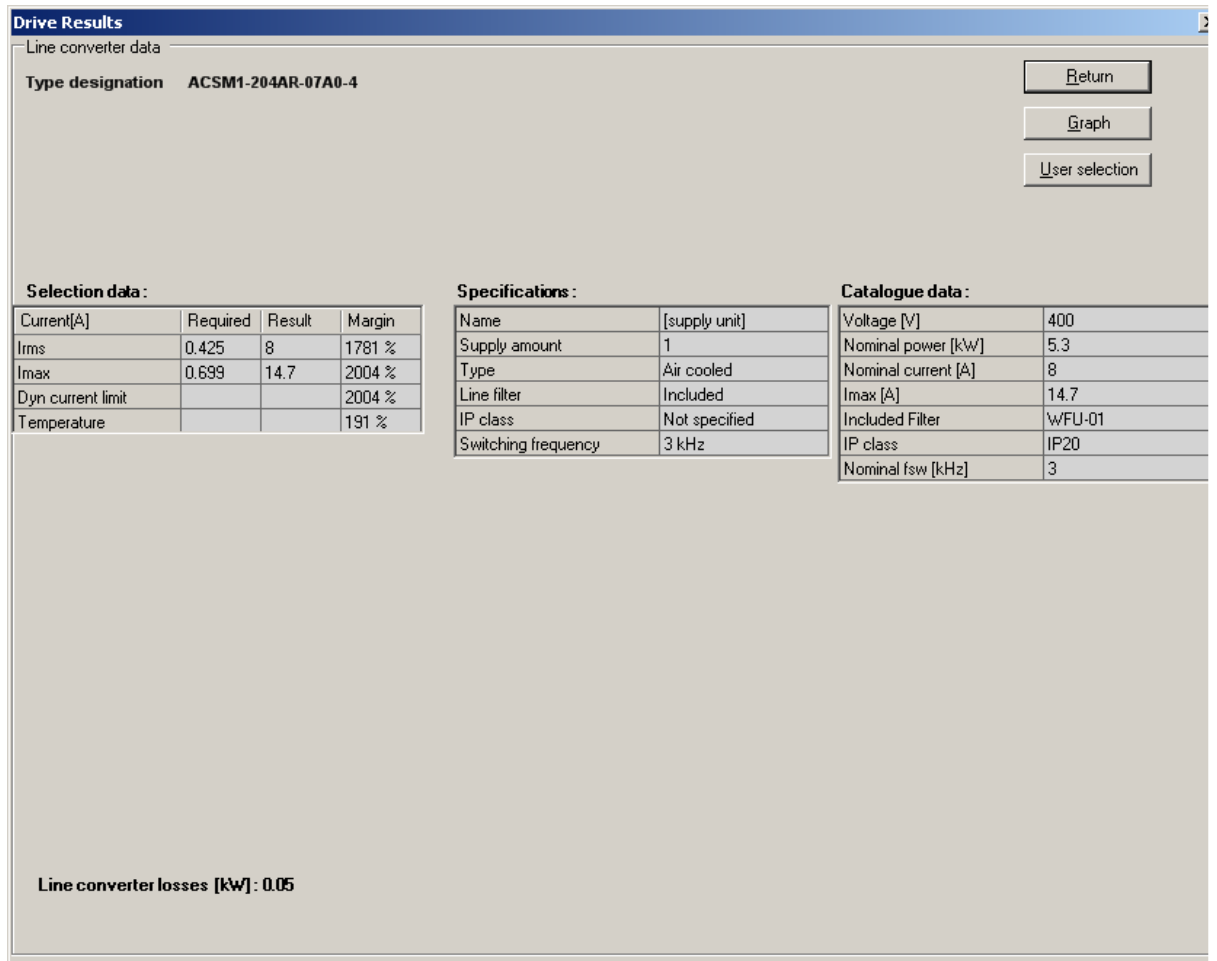 Drive Results
Line converter data
Type designation ACSM1-204AR-07A0-4
Return
Graph
User selection
Selection data:
Current[A] Required Result Margin
Irms 0.425 8 1781 %
Imax 0.699 14.7 2004 %
Dyn current limit 2004 %
Temperature 191 %
Specifications:
Name [supply unit]
Supply amount 1
Type Air cooled
Line filter Included
IP class Not specified
Switching frequency 3 kHz
Catalogue data:
Voltage [V] 400
Nominal power [kW] 5.3
Nominal current [A] 8
Imax [A] 14.7
Included Filter WFU-01
IP class IP20
Nominal fsw [kHz] 3
Line converter losses [kW]: 0.05